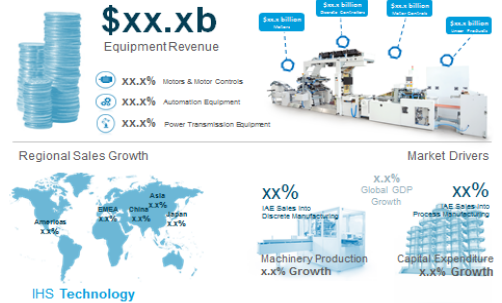 $xx.xb
Equipment Revenue
xx.x% Motors & Motor Controls
xx.x% Automation Equipment
xx.x% Power Transmission Equipment
$xx.x billion
Motors
$xx.x billion
$xx.x billion
Motor Controls
$xx.x billion
Linear Products
Regional Sales Growth
Americas
x.x%
EMEA
x.x%
China
x.x%
Asia
x.x%
Japan
x.x%
IHS Technology
Market Drivers
xx%
IAE Sales Into
Discrete Manufacturing
x.x%
Global GDP
Growth
xx%
IAE Sales Into
Process Manufacturing
Machinery Production
x.x% Growth
Capital Expenditure
x.x% Growth